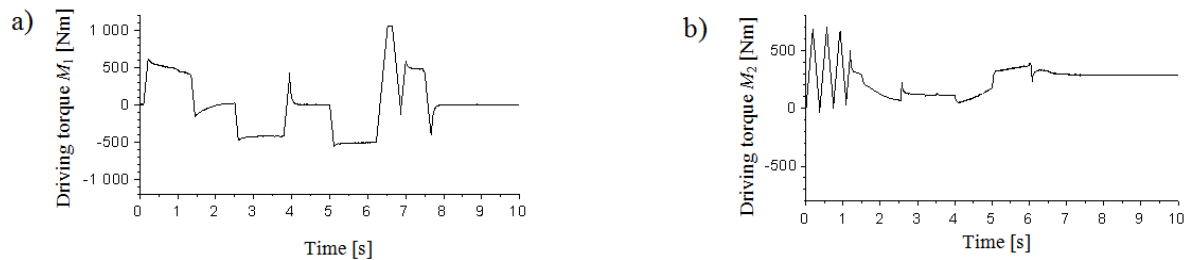 a)
Driving torque M1 [Nm]
1 000
500
0
-500
-1 000
0 1 2 3 4 5 6 7 8 9 10
Time [s]
b)
Driving torque M2 [Nm]
500
0
-500
0 1 2 3 4 5 6 7 8 9 10
Time [s]